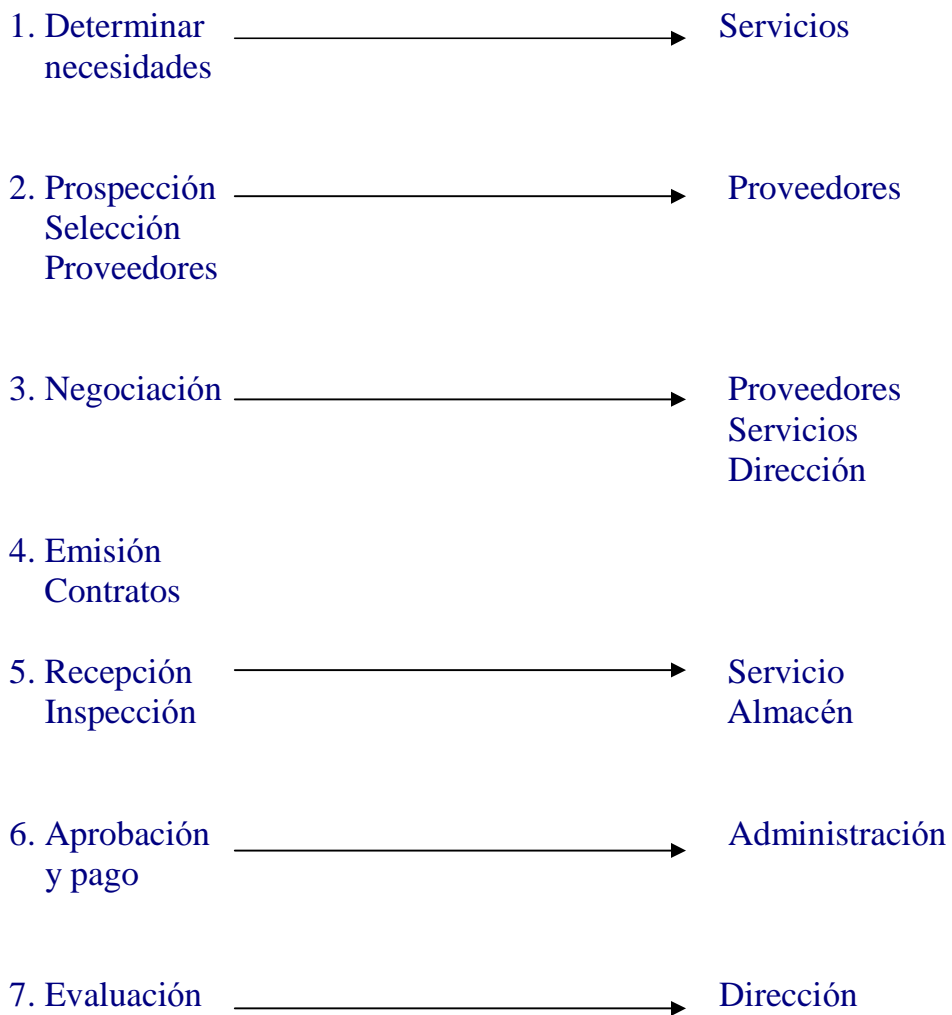 1. Determinar Servicios
necesidades
2. Prospección Proveedores
Selección
Proveedores
3. Negociación Proveedores
Servicios
Dirección
4. Emisión
Contratos
5. Recepción Servicio
Inspección Almacén
6. Aprobación Administración
y pago
7. Evaluación Dirección